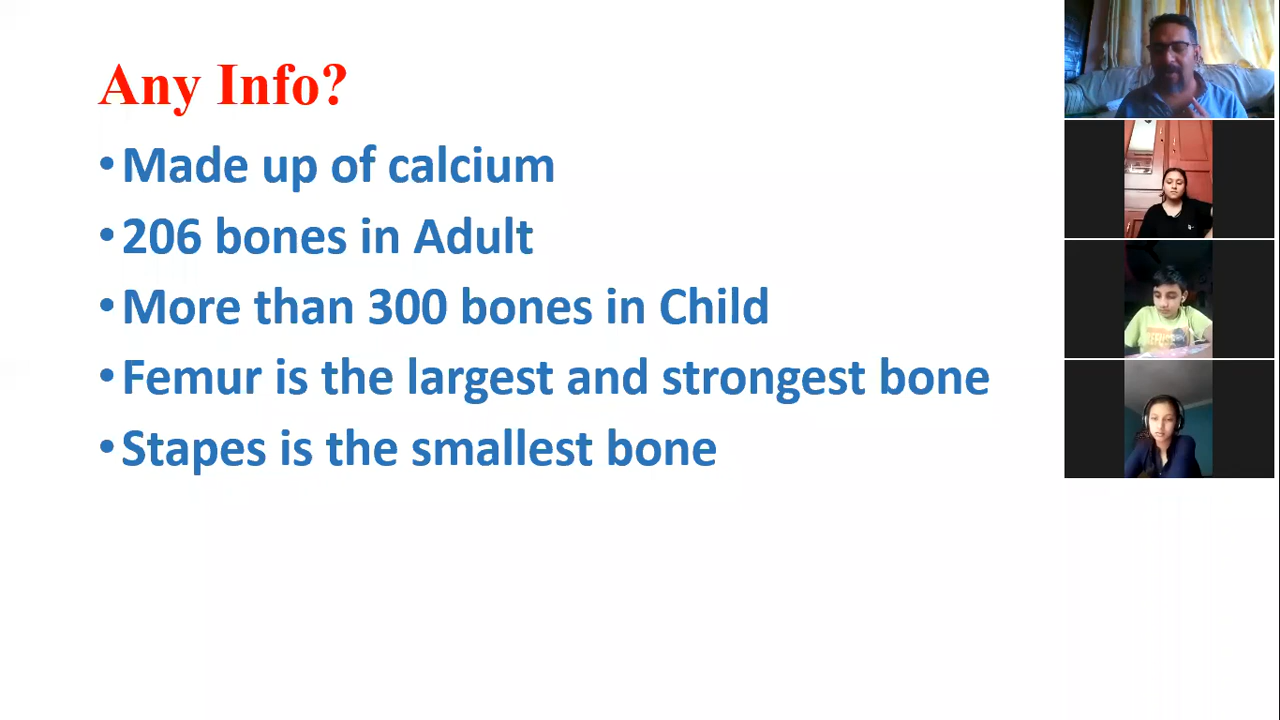 Any Info?
•Made up of calcium
•206 bones in Adult
•More than 300 bones in Child
•Femur is the largest and strongest bone
•Stapes is the smallest bone